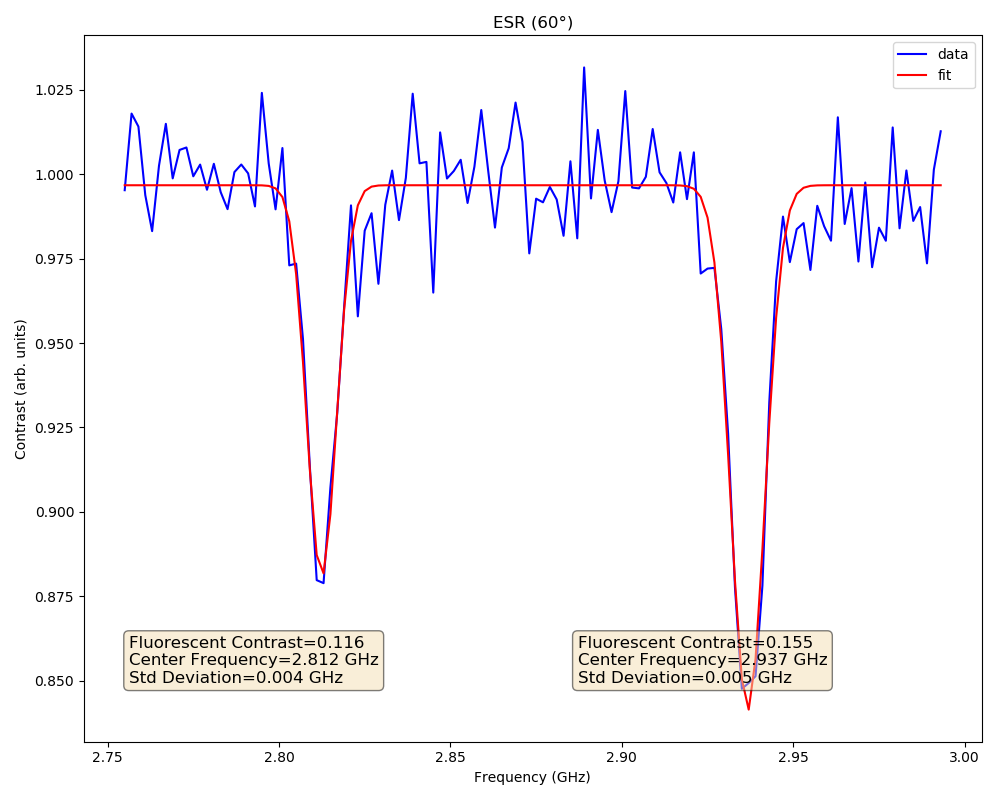 ESR (60°)
data
fit
1.025
1.000
0.975
0.950
0.925
0.900
0.875
0.850
Contrast (arb. units)
Fluorescent Contrast=0.116
Center Frequency=2.812 GHz
Std Deviation=0.004 GHz
Fluorescent Contrast=0.155
Center Frequency=2.937 GHz
Std Deviation=0.005 GHz
2.75
2.80
2.85
2.90
2.95
3.00
Frequency (GHz)